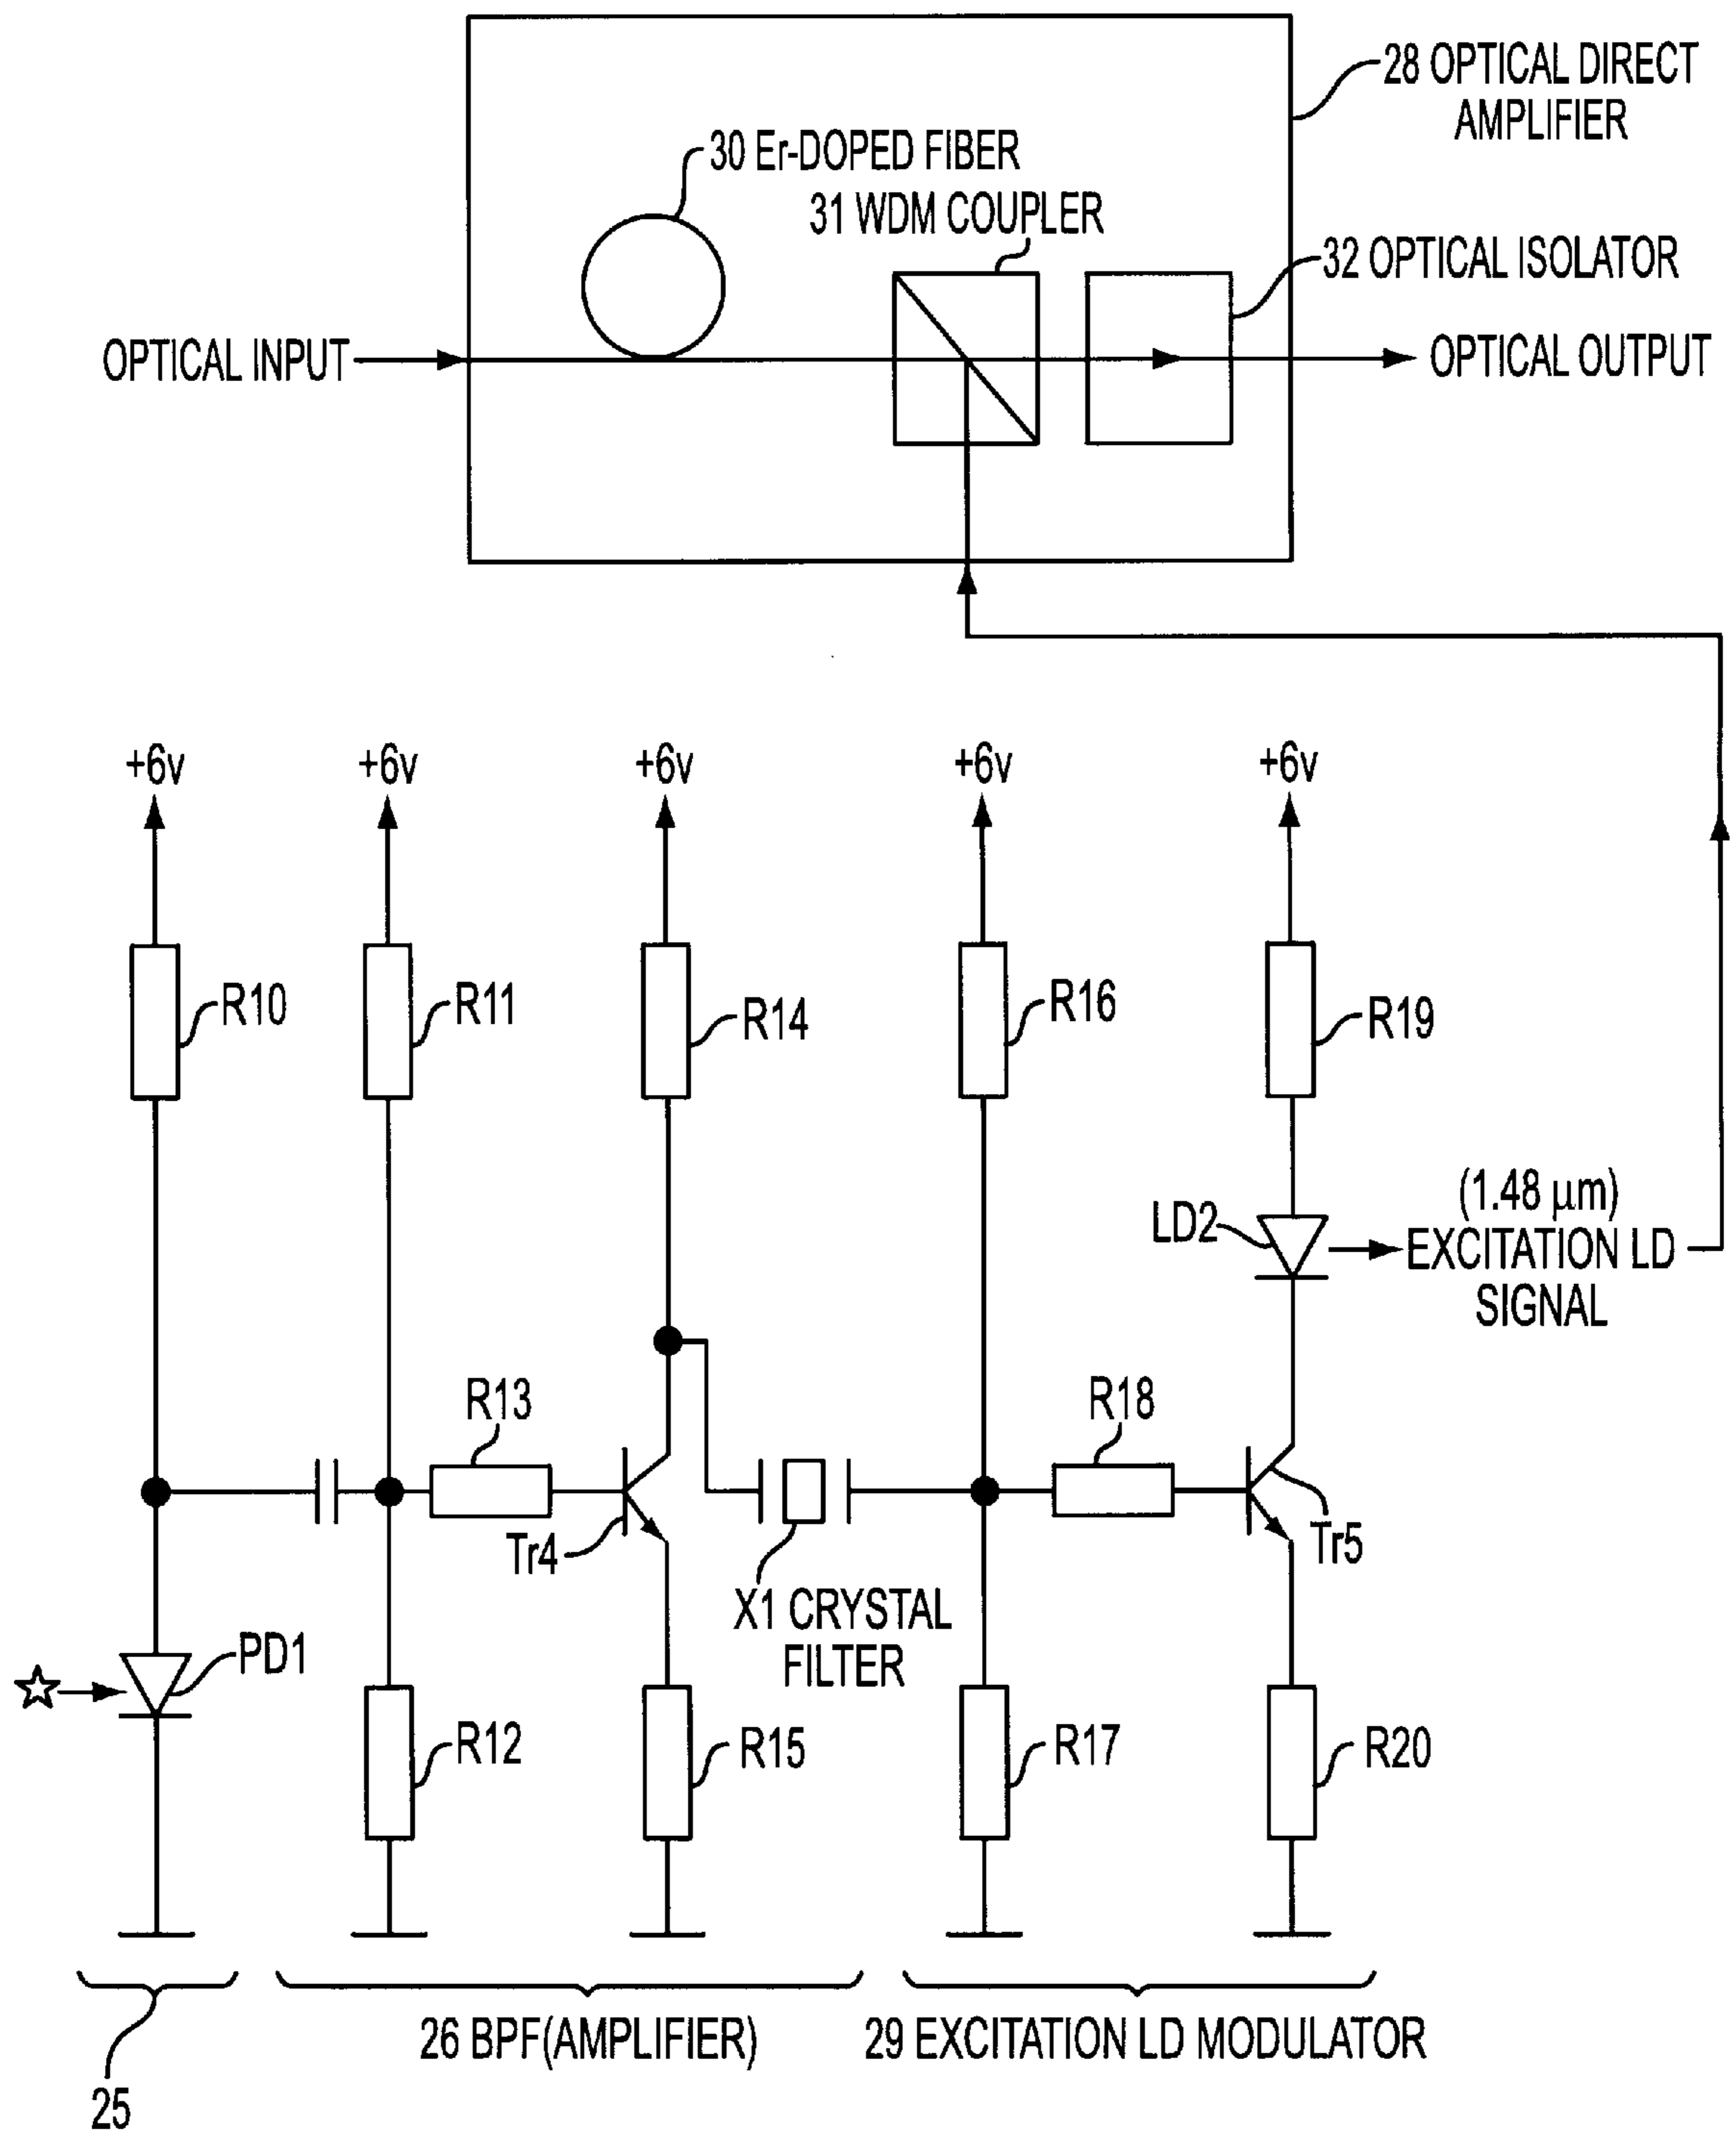 28 OPTICAL DIRECT
AMPLIFIER
30 Er-DOPED FIBER
31 WDM COUPLER
32 OPTICAL ISOLATOR
OPTICAL INPUT
OPTICAL OUTPUT
+6v
+6v
+6v
+6v
+6v
R10
R11
R14
R16
R19
(1.48 µm)
LD2
EXCITATION LD
SIGNAL
R13
R18
Tr4
Tr5
X1 CRYSTAL
FILTER
PD1
R12
R15
R17
R20
26 BPF(AMPLIFIER)
29 EXCITATION LD MODULATOR
25